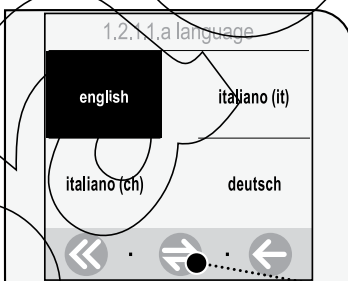 1.2.1.1.a language
english italiano (it)
italiano (ch) deutsch